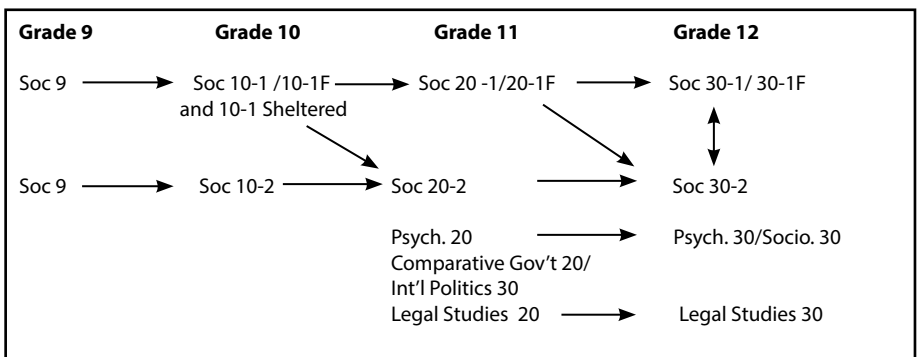 Grade 9 Grade 10 Grade 11 Grade 12
Soc 9 Soc 10-1 /10-1F Soc 20 -1/20-1F Soc 30-1/ 30-1F
and 10-1 Sheltered
Soc 9 Soc 10-2 Soc 20-2 Soc 30-2
Psych. 20 Psych. 30/Socio. 30
Comparative Gov't 20/
Int'l Politics 30
Legal Studies 20 Legal Studies 30